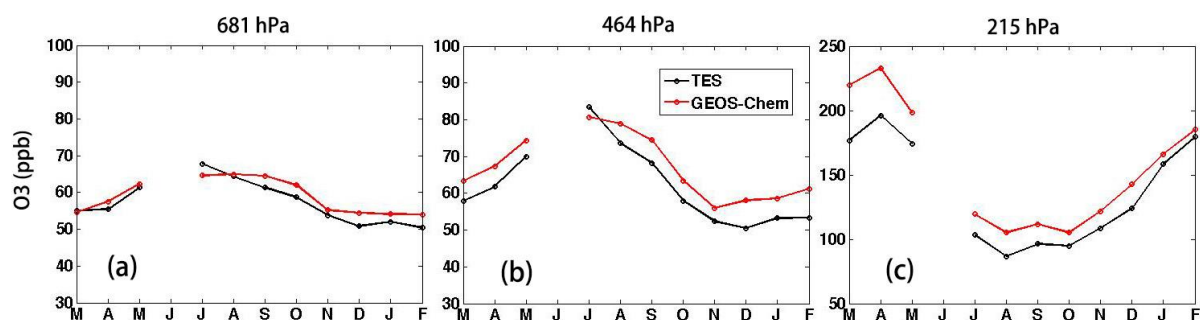 681 hPa
464 hPa
215 hPa
O3 (ppb)
100
90
80
70
60
50
40
30
(a)
M A M J J A S O N D J F
100
90
80
70
60
50
40
30
TES
GEOS-Chem
(b)
M A M J J A S O N D J F
250
200
150
100
50
(c)
M A M J J A S O N D J F